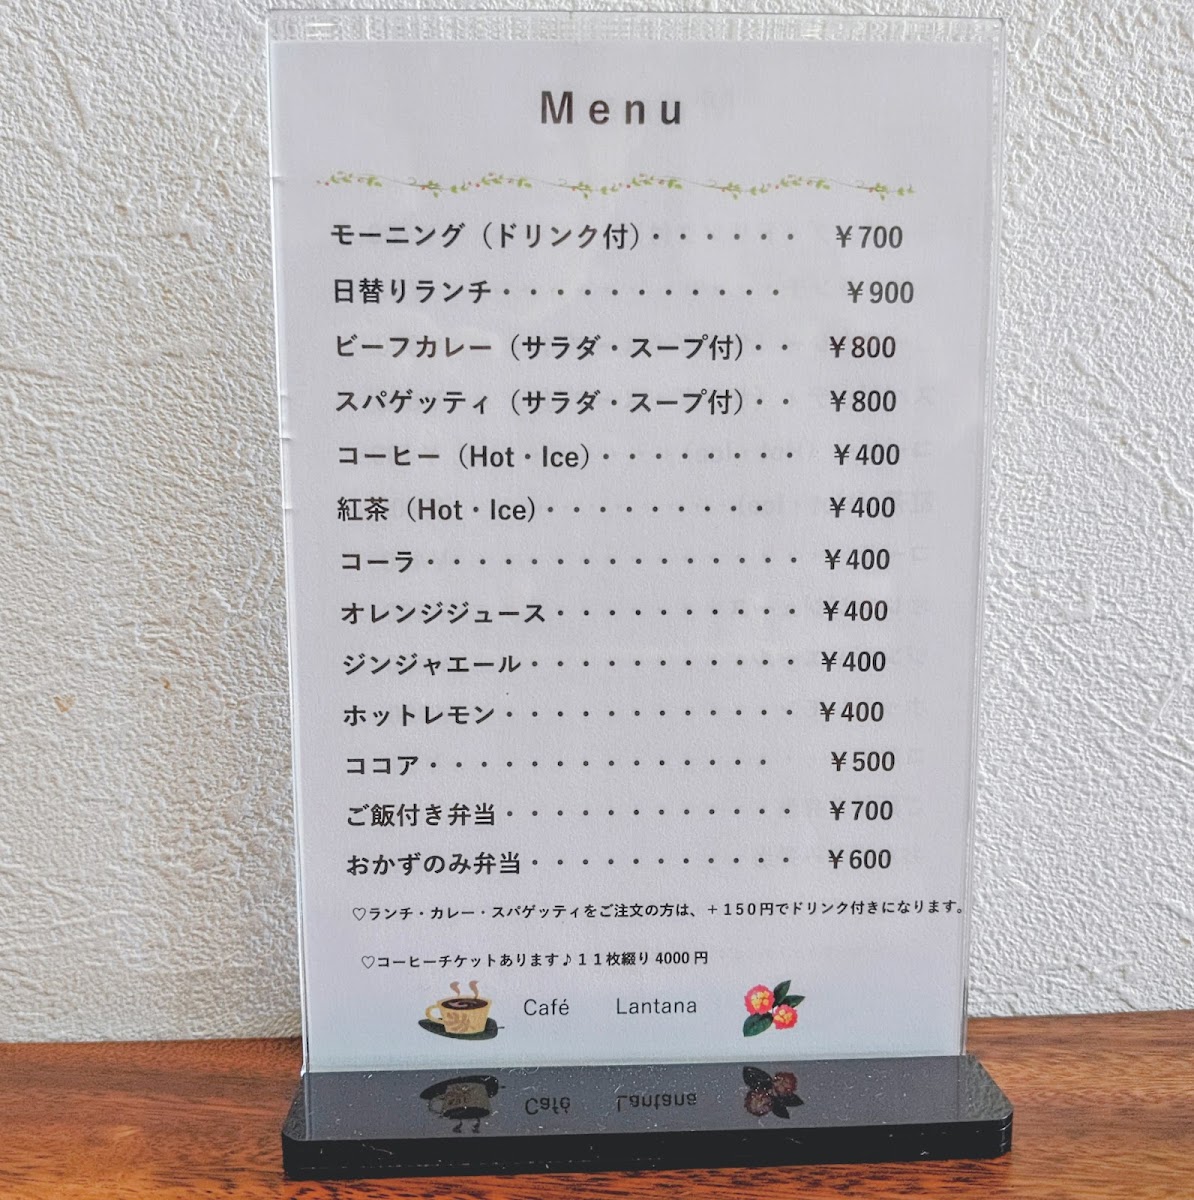 Menu
モーニング（ドリンク付）・・・・・・ ￥700
日替りランチ・・・・・・・・・・・ ￥900
ビーフカレー（サラダ・スープ付）・・ ￥800
スパゲッティ（サラダ・スープ付）・・ ￥800
コーヒー（Hot・Ice）・・・・・・・・ ￥400
紅茶（Hot・Ice）・・・・・・・・・ ￥400
コーラ・・・・・・・・・・・・・・・ ￥400
オレンジジュース・・・・・・・・・・ ￥400
ジンジャエール・・・・・・・・・・・ ￥400
ホットレモン・・・・・・・・・・・・ ￥400
ココア・・・・・・・・・・・・・・ ￥500
ご飯付き弁当・・・・・・・・・・・・ ￥700
おかずのみ弁当・・・・・・・・・・・ ￥600
♡ランチ・カレー・スパゲッティをご注文の方は、＋１５０円でドリンク付きになります。
♡コーヒーチケットあります♪１１枚綴り 4000 円
Café Lantana